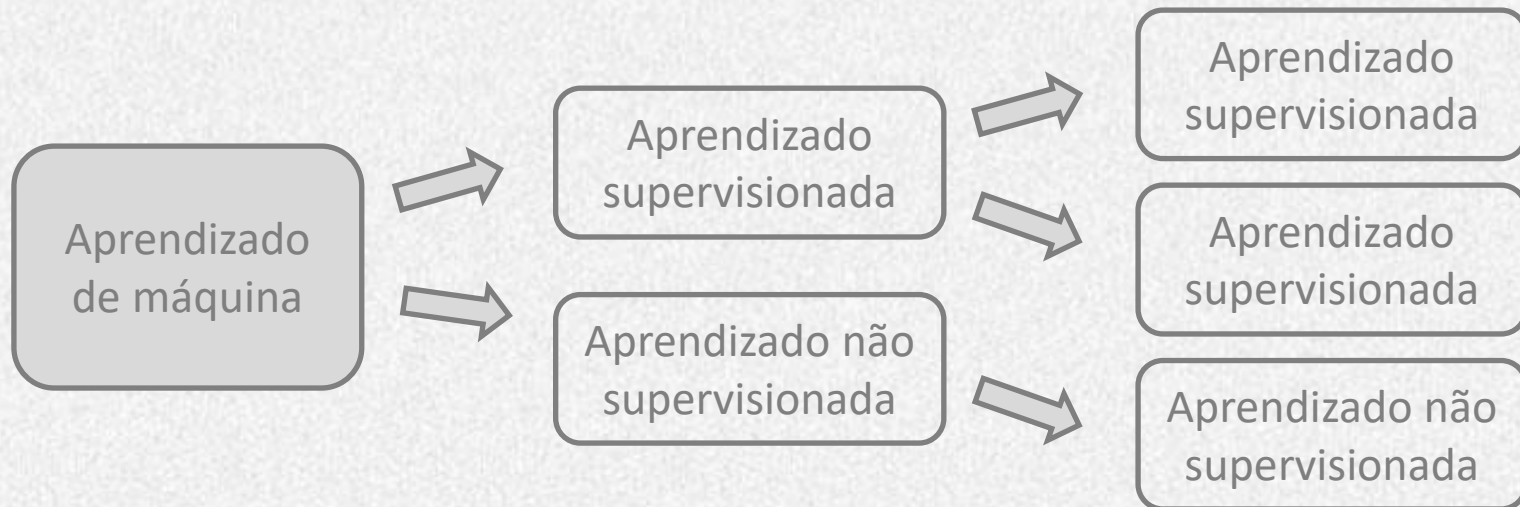 Aprendizado
de máquina
Aprendizado
supervisionada
Aprendizado não
supervisionada
Aprendizado
supervisionada
Aprendizado
supervisionada
Aprendizado não
supervisionada